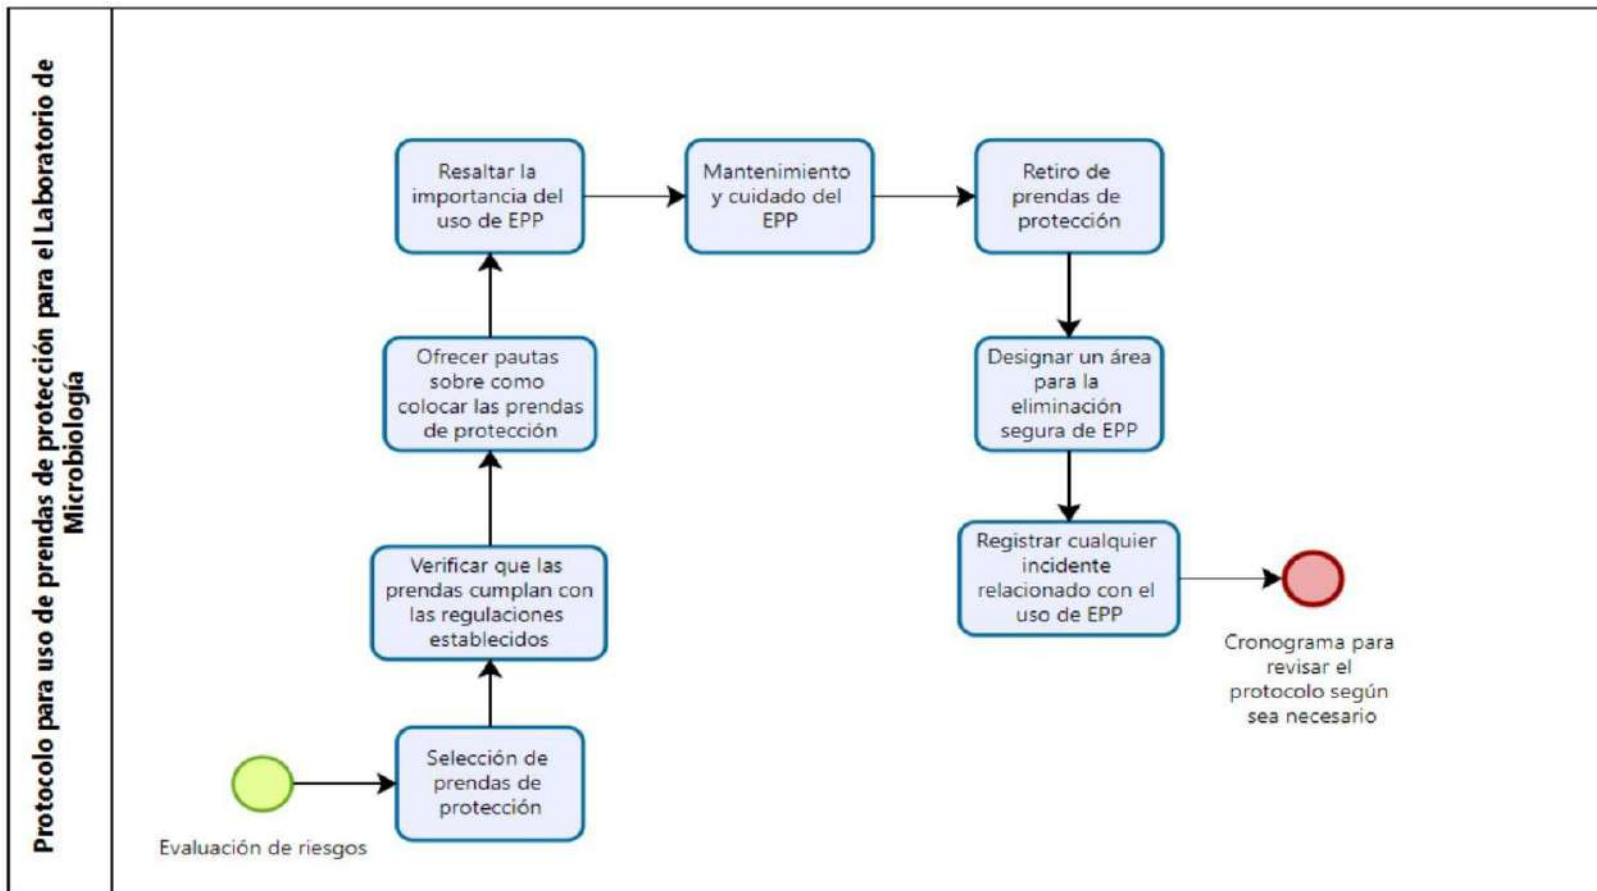 Protocolo para uso de prendas de protección para el Laboratorio de
Microbiología
Evaluación de riesgos
Selección de
prendas de
protección
Verificar que las
prendas cumplan con
las regulaciones
establecidos
Ofrecer pautas
sobre como
colocar las prendas
de protección
Resaltar la
importancia del
uso de EPP
Mantenimiento
y cuidado del
EPP
Retiro de
prendas de
protección
Designar un área
para la
eliminación
segura de EPP
Registrar cualquier
incidente
relacionado con el
uso de EPP
Cronograma para
revisar el
protocolo según
sea necesario